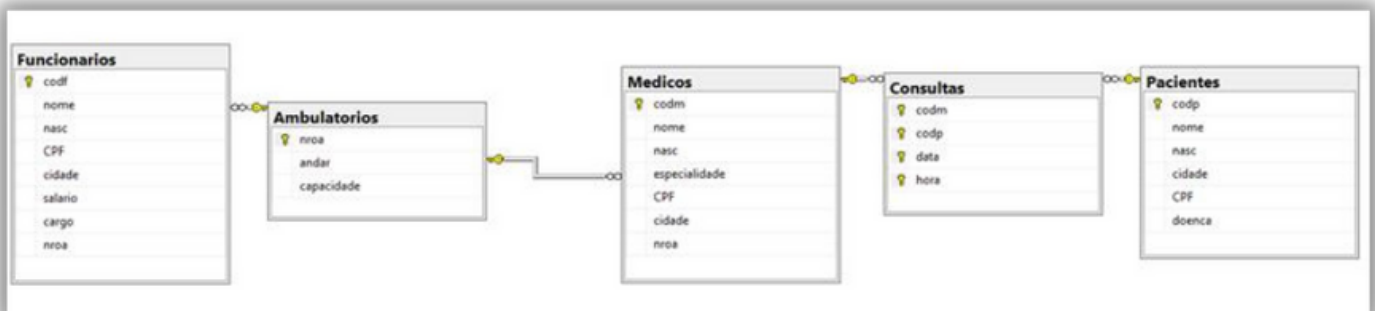 Funcionarios
codf
nome
nasc
CPF
cidade
salario
cargo
nroa
Ambulatorios
nroa
andar
capacidade
Medicos
codm
nome
nasc
especialidade
CPF
cidade
nroa
Consultas
codm
codp
data
hora
Pacientes
codp
nome
nasc
cidade
CPF
doenca